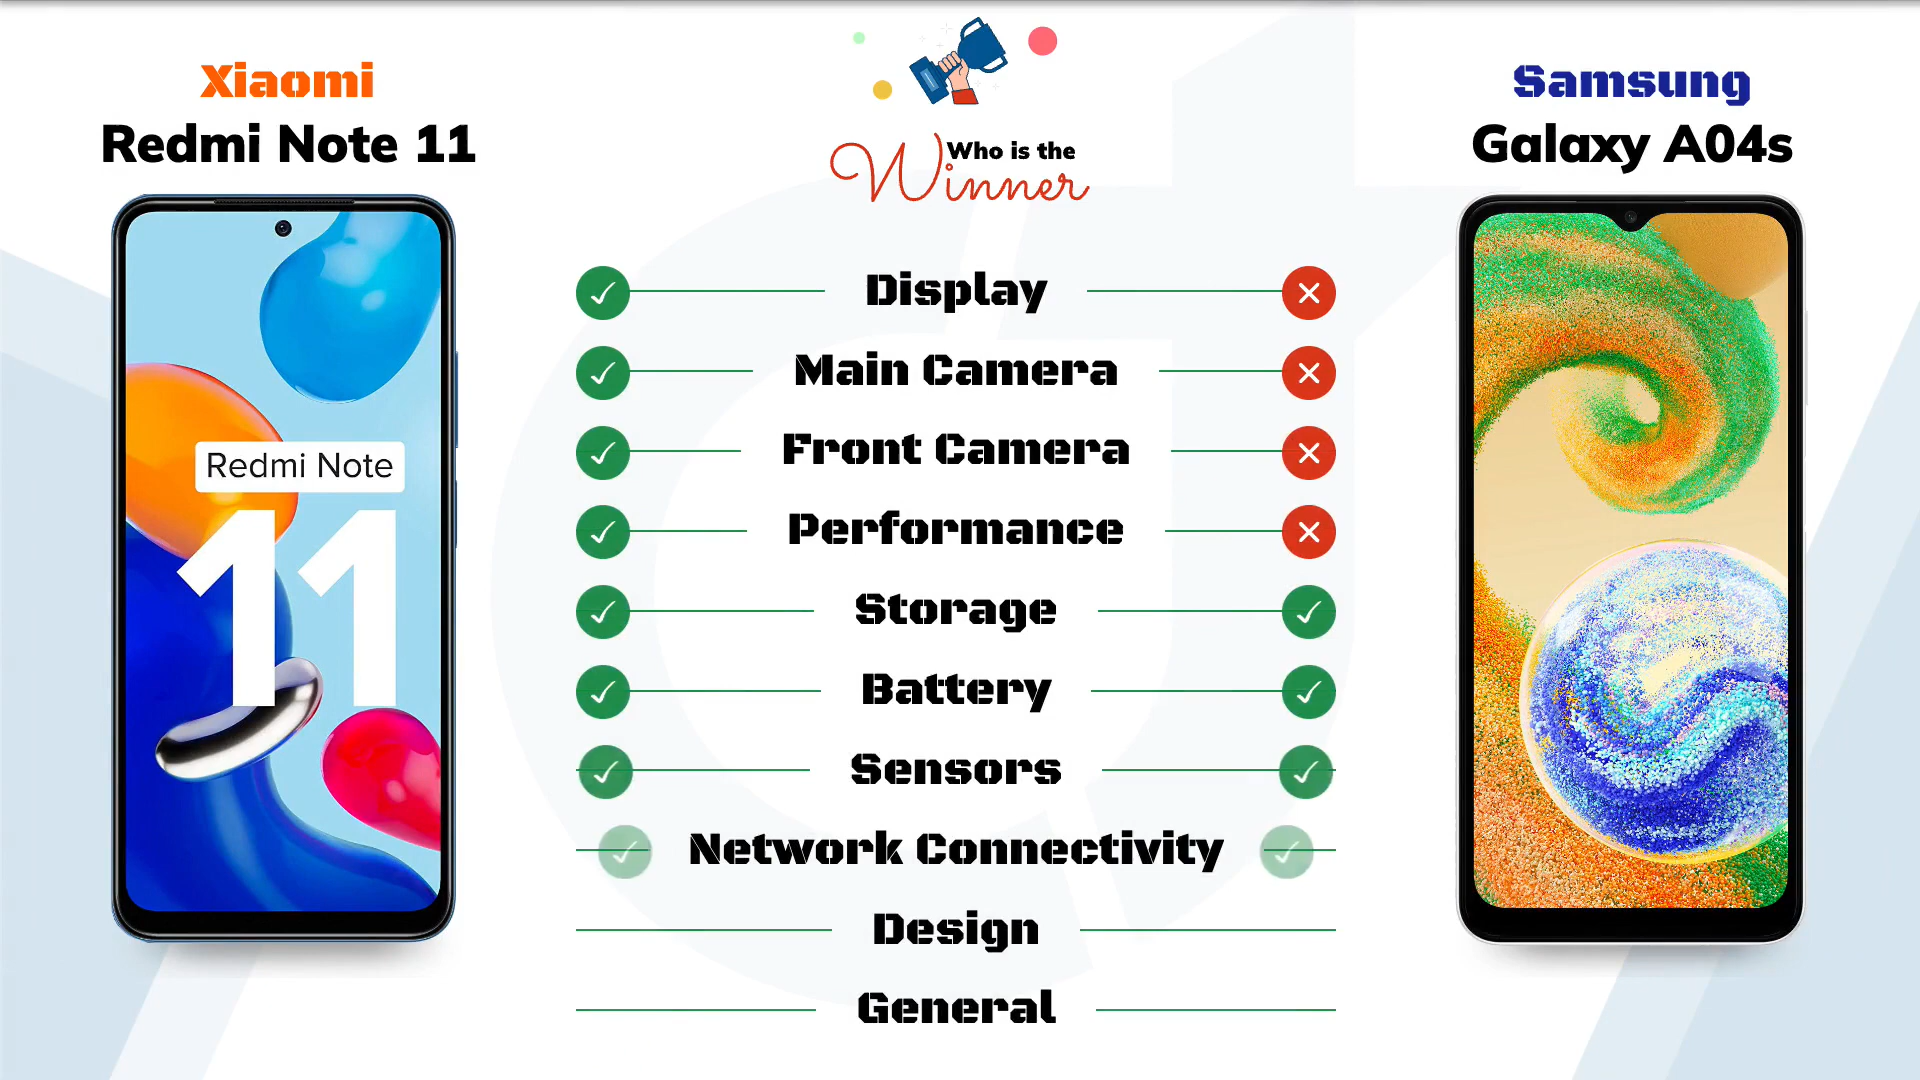 Xiaomi
Redmi Note 11
Who is the
Winner
Samsung
Galaxy A04s
Redmi Note
11
Display
Main Camera
Front Camera
Performance
Storage
Battery
Sensors
Network Connectivity
Design
General